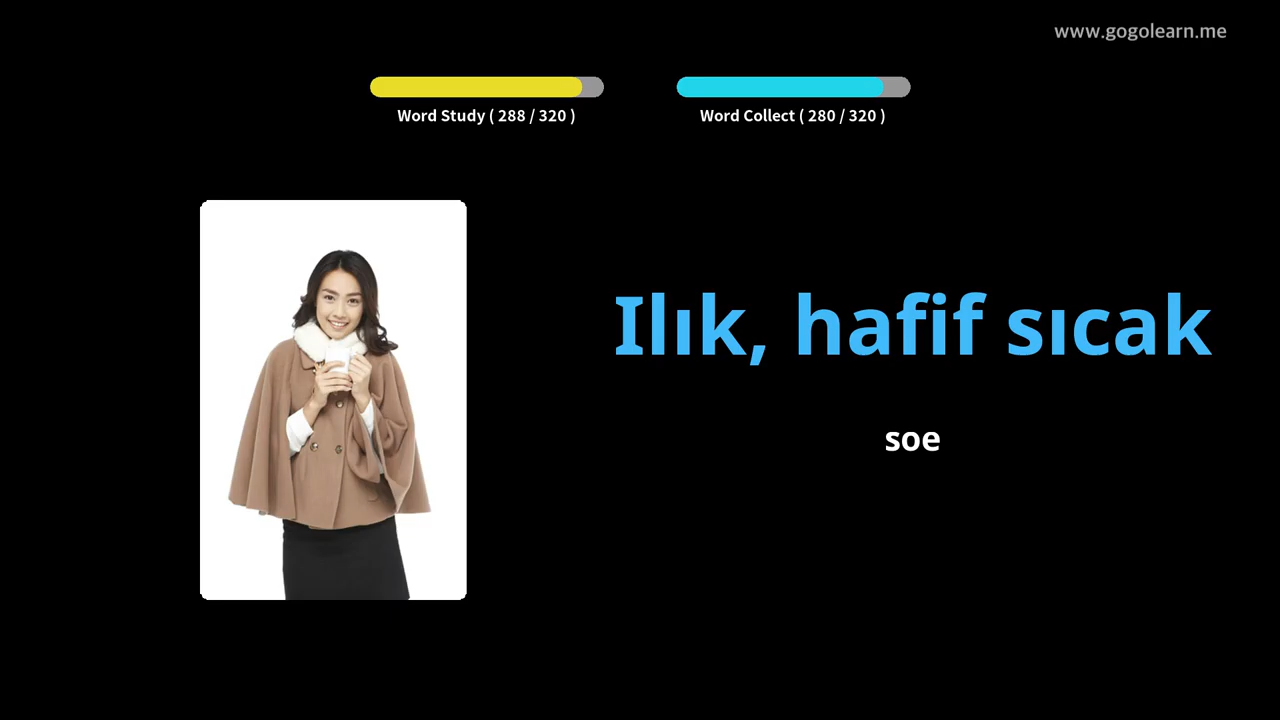 www.gogolearn.me
Word Study ( 288 / 320 )
Word Collect ( 280 / 320 )
Ilık, hafif sıcak
soe